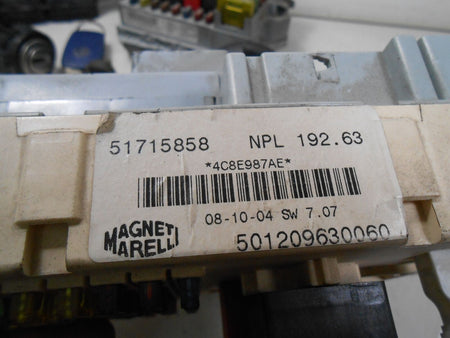 51715858 NPL 192.63
*4C8E987AE*
08-10-04 SW 7.07
MAGNETI
MARELLI
501209630060